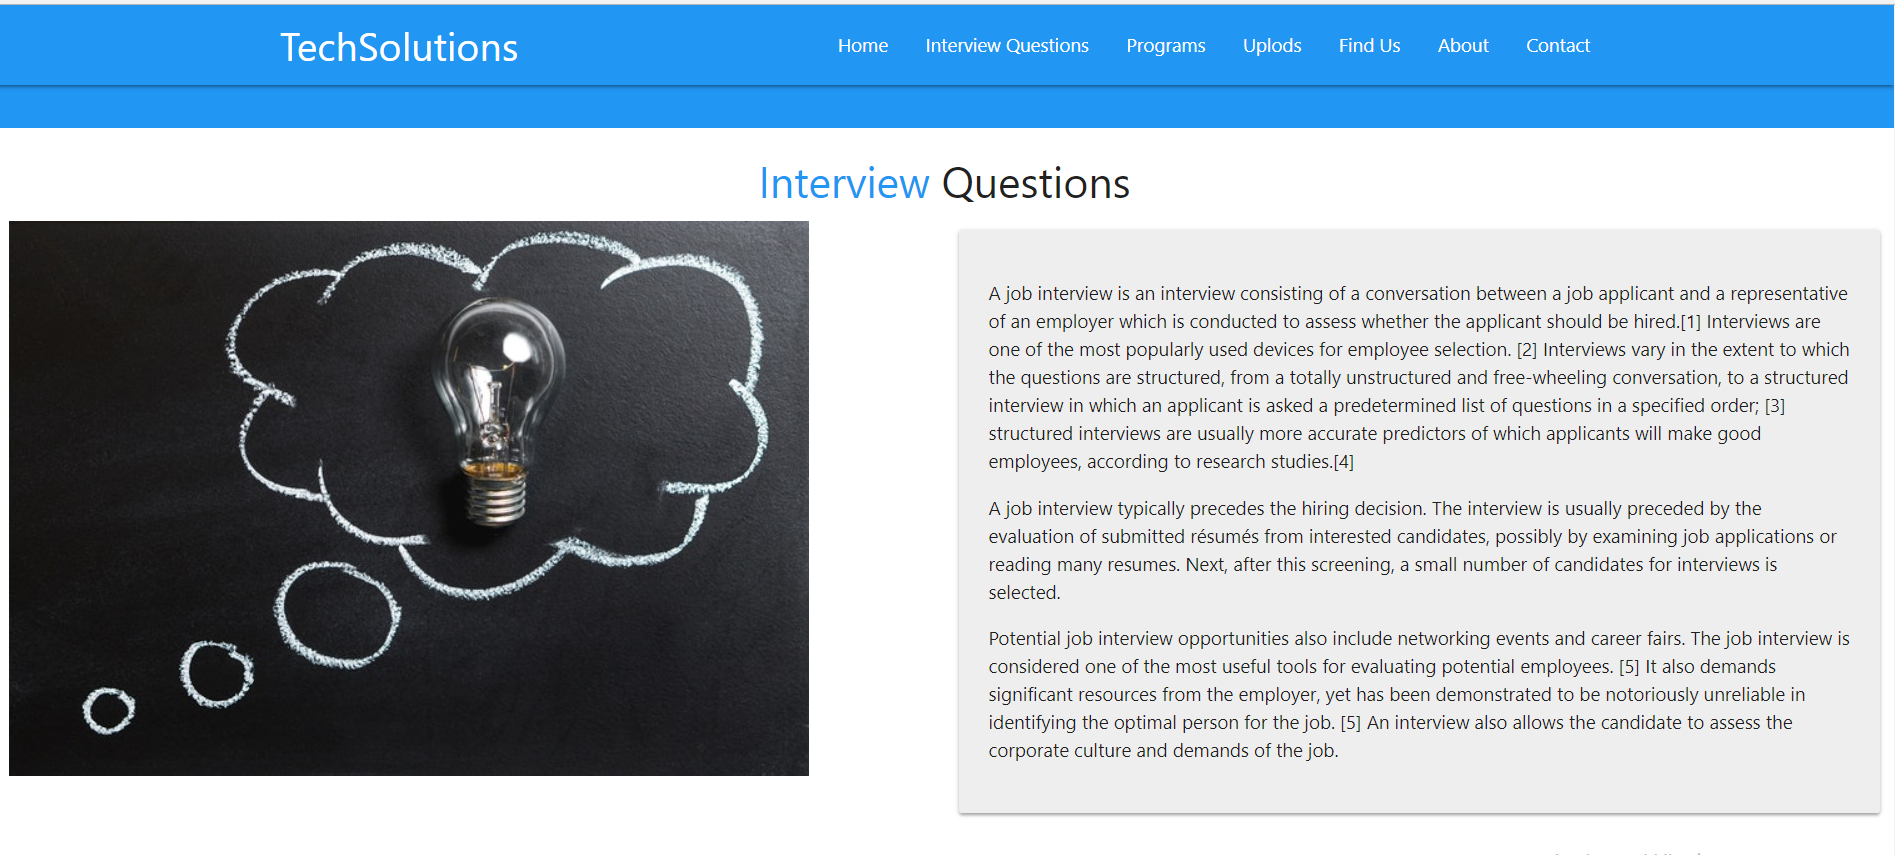 TechSolutions
Home Interview Questions Programs Uplods Find Us About Contact
Interview Questions
A job interview is an interview consisting of a conversation between a job applicant and a representative
of an employer which is conducted to assess whether the applicant should be hired.[1] Interviews are
one of the most popularly used devices for employee selection. [2] Interviews vary in the extent to which
the questions are structured, from a totally unstructured and free-wheeling conversation, to a structured
interview in which an applicant is asked a predetermined list of questions in a specified order; [3]
structured interviews are usually more accurate predictors of which applicants will make good
employees, according to research studies.[4]
A job interview typically precedes the hiring decision. The interview is usually preceded by the
evaluation of submitted résumés from interested candidates, possibly by examining job applications or
reading many resumes. Next, after this screening, a small number of candidates for interviews is
selected.
Potential job interview opportunities also include networking events and career fairs. The job interview is
considered one of the most useful tools for evaluating potential employees. [5] It also demands
significant resources from the employer, yet has been demonstrated to be notoriously unreliable in
identifying the optimal person for the job. [5] An interview also allows the candidate to assess the
corporate culture and demands of the job.